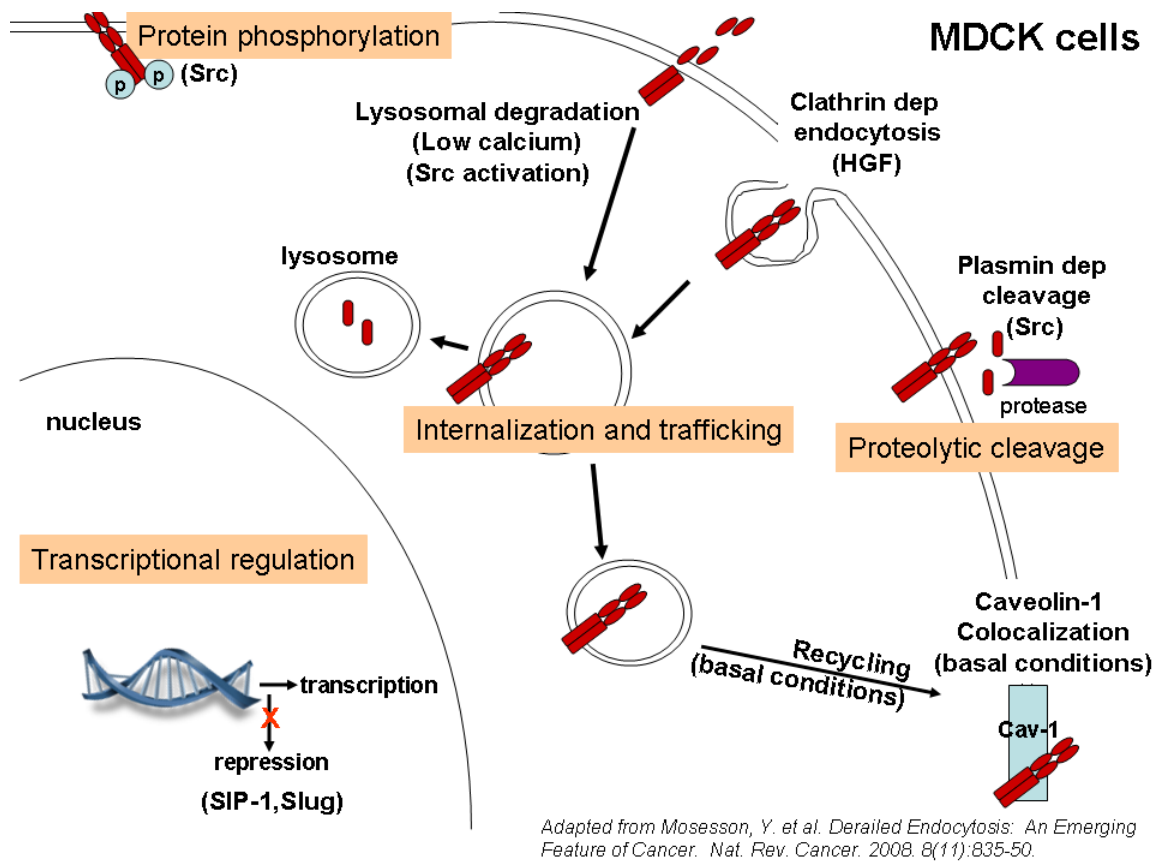 MDCK cells
Protein phosphorylation
p
p
(Src)
Lysosomal degradation
(Low calcium)
(Src activation)
Clathrin dep
endocytosis
(HGF)
lysosome
Plasmin dep
cleavage
(Src)
protease
nucleus
Internalization and trafficking
Proteolytic cleavage
Transcriptional regulation
Caveolin-1
Colocalization
(basal conditions)
Recycling
(basal conditions)
transcription
X
repression
(SIP-1,Slug)
Cav-1
Adapted from Mosesson, Y. et al. Derailed Endocytosis: An Emerging
Feature of Cancer. Nat. Rev. Cancer. 2008. 8(11):835-50.